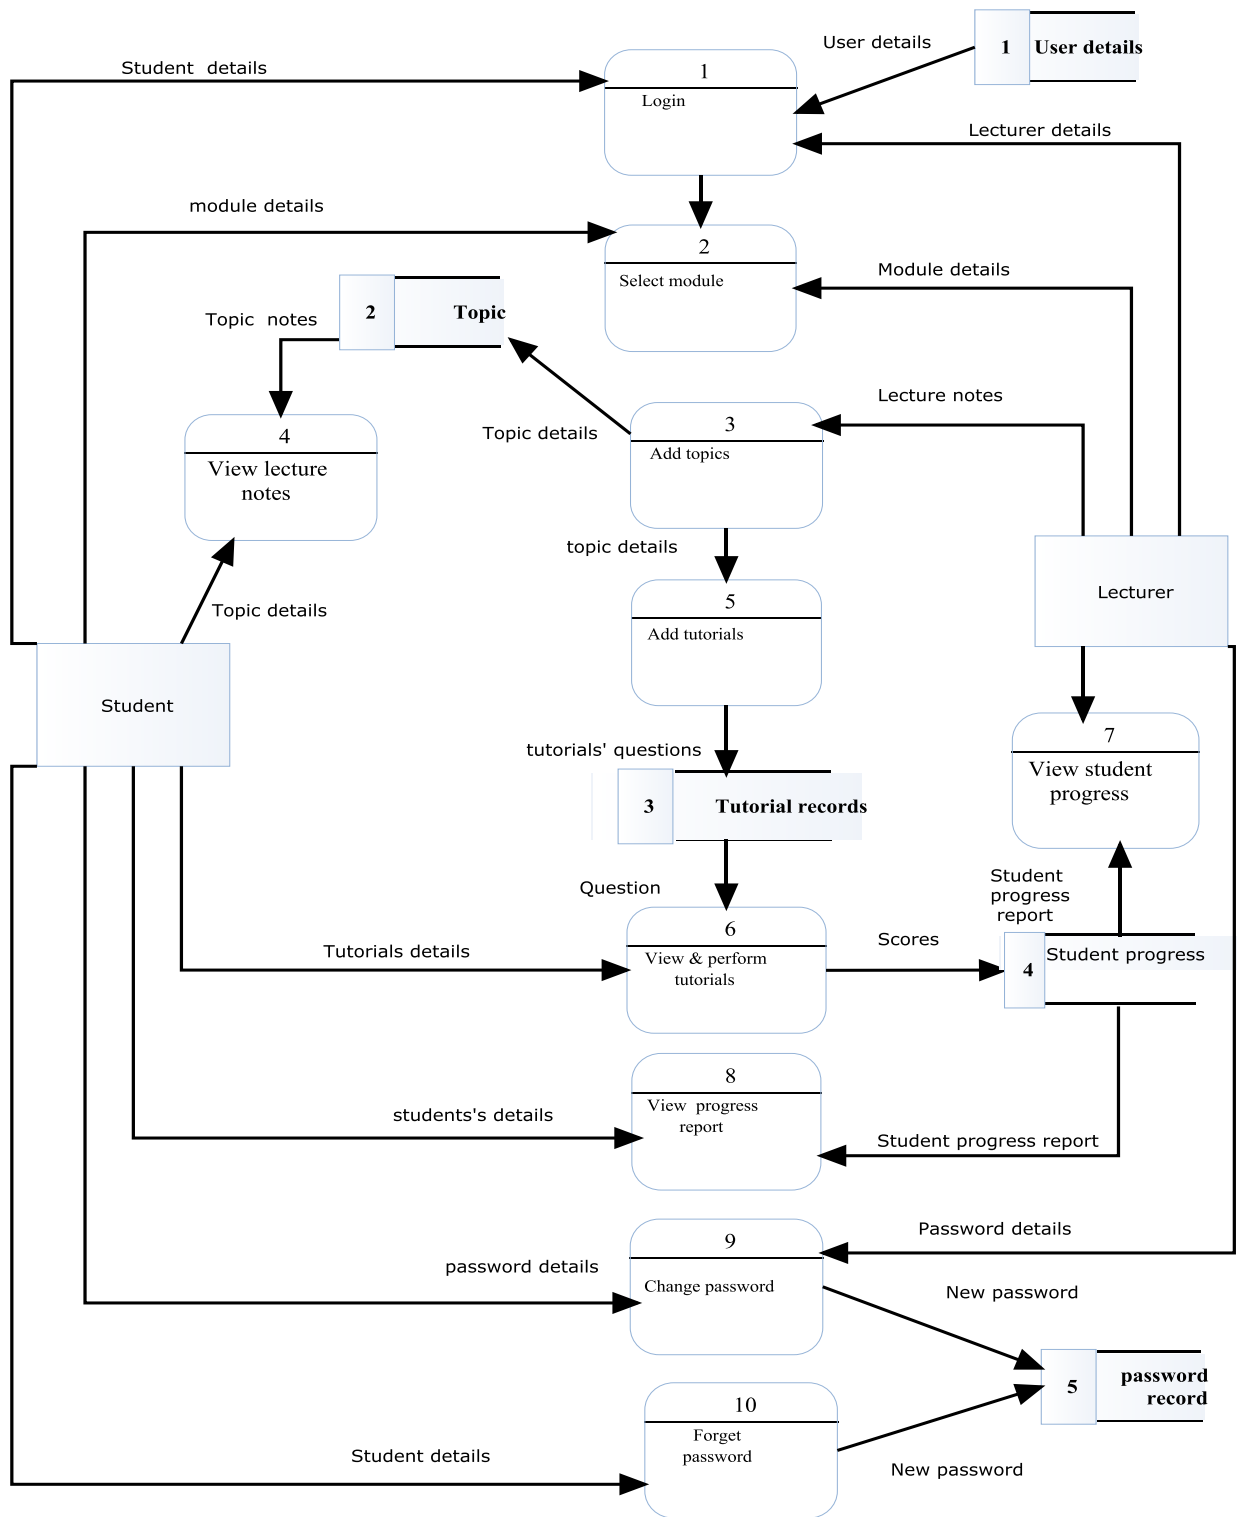 User details
1 User details
Student  details
1
Login
Lecturer details
module details
2
Select module
Module details
2 Topic
Topic  notes
Lecture notes
3
Add topics
Topic details
4
View lecture
notes
topic details
5
Add tutorials
Lecturer
Topic details
Student
7
View student
progress
tutorials' questions
3 Tutorial records
Student
progress
report
Question
6
View & perform
tutorials
Tutorials details
Scores
4 Student progress
8
View  progress
report
students's details
Student progress report
9
Change password
Password details
password details
New password
5 password
record
10
Forget
password
Student details
New password